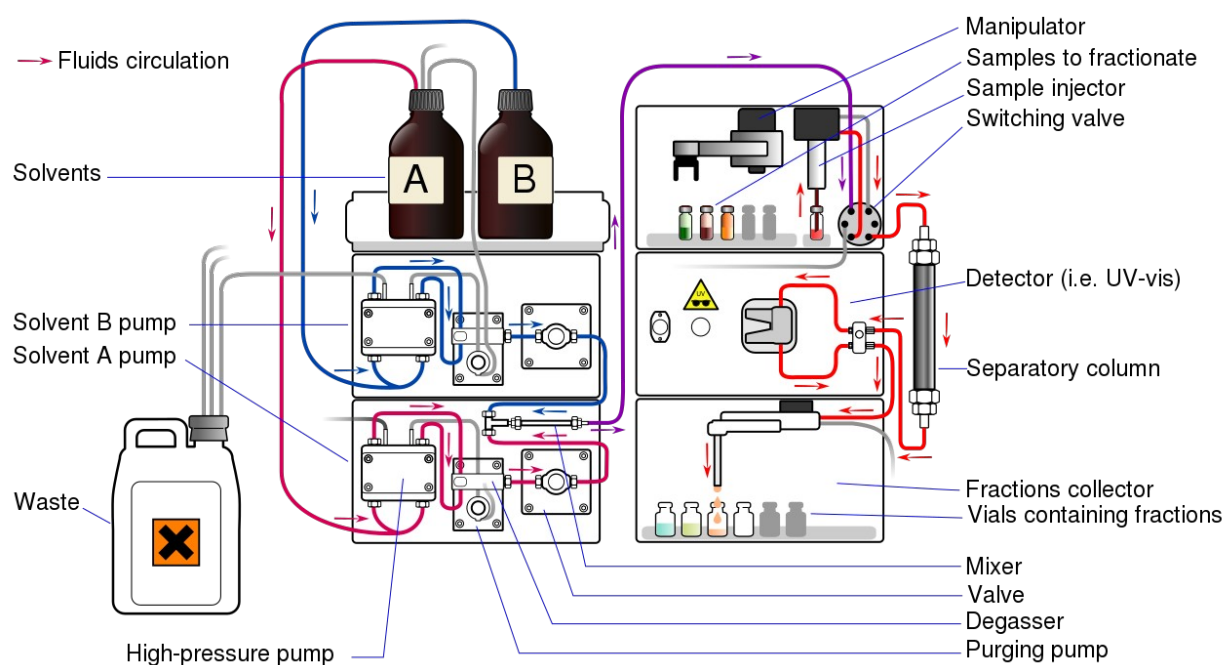 Fluids circulation
Manipulator
Samples to fractionate
Sample injector
Switching valve
Solvents
A
B
UV
Detector (i.e. UV-vis)
Solvent B pump
Solvent A pump
Separatory column
Waste
Fractions collector
Vials containing fractions
Mixer
Valve
Degasser
Purging pump
High-pressure pump